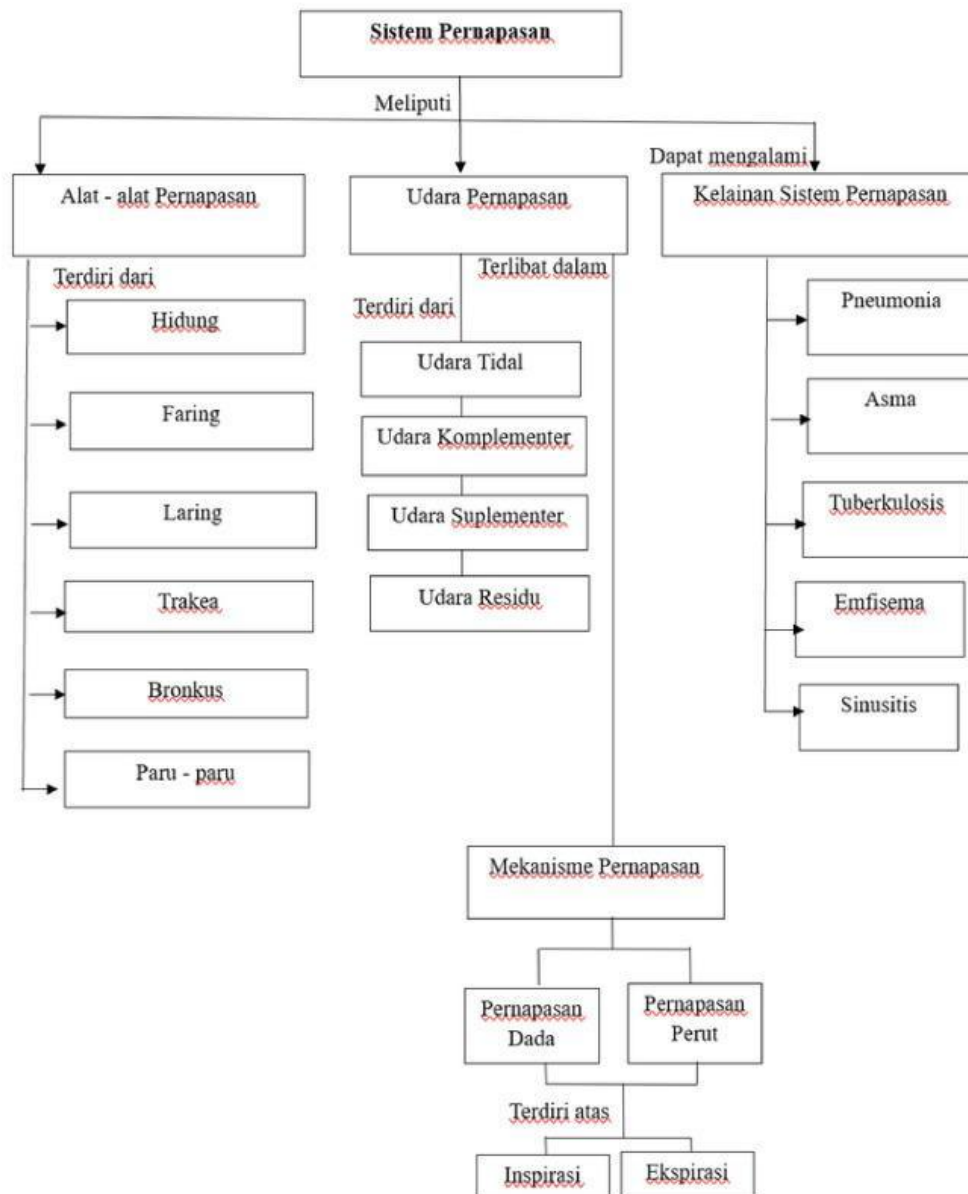 Sistem Pernapasan
Meliputi
Dapat mengalami
Alat - alat Pernapasan
Udara Pernapasan
Kelainan Sistem Pernapasan
Terdiri dari
Hidung
Faring
Laring
Trakea
Bronkus
Paru - paru
Terlibat dalam
Terdiri dari
Udara Tidal
Udara Komplementer
Udara Suplementer
Udara Residu
Pneumonia
Asma
Tuberkulosis
Emfisema
Sinusitis
Mekanisme Pernapasan
Pernapasan
Dada
Pernapasan
Perut
Terdiri atas
Inspirasi
Ekspirasi